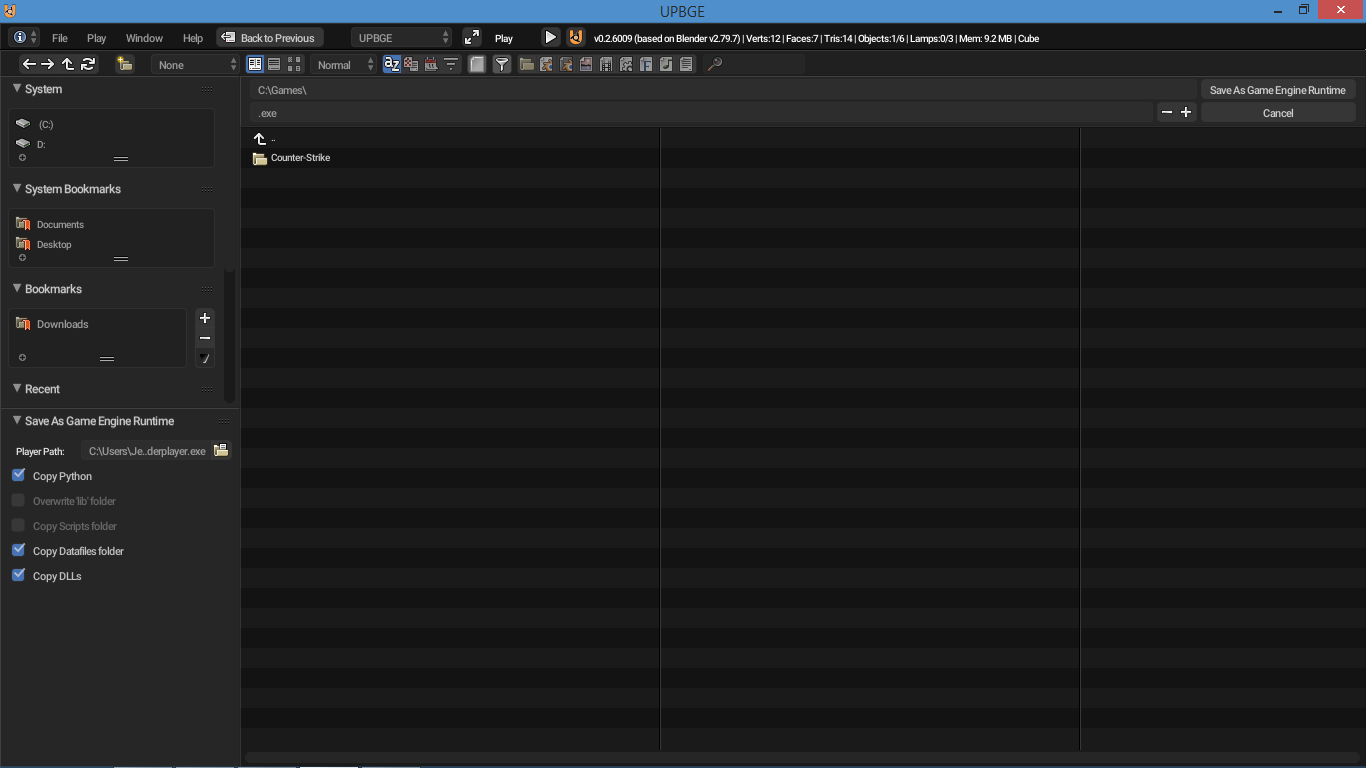 UPBGE
File Play Window Help Back to Previous UPBGE Play v0.2.6009 (based on Blender v2.79.7) | Verts:12 | Faces:7 | Tris:14 | Objects:1/6 | Lamps:0/3 | Mem: 9.2 MB | Cube
None Normal
System
(C:)
D:
System Bookmarks
Documents
Desktop
Bookmarks
Downloads
Recent
Save As Game Engine Runtime
Player Path: C:\Users\Je..derplayer.exe
Copy Python
Overwrite 'lib' folder
Copy Scripts folder
Copy Datafiles folder
Copy DLLs
C:\Games\ Save As Game Engine Runtime
.exe Cancel
..
Counter-Strike